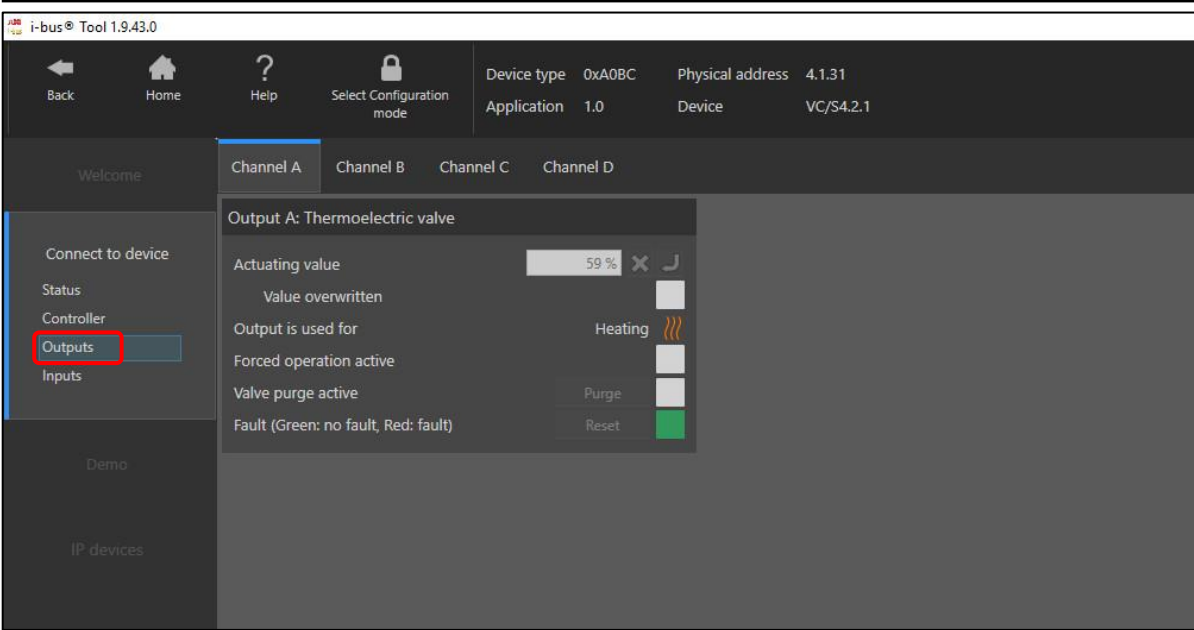 i-bus® Tool 1.9.43.0
Back
Home
Help
Select Configuration
mode
Device type 0xA0BC
Physical address 4.1.31
Application 1.0
Device VC/S4.2.1
Welcome
Channel A
Channel B
Channel C
Channel D
Connect to device
Status
Controller
Outputs
Inputs
Demo
IP devices
Output A: Thermoelectric valve
Actuating value 59 %
Value overwritten
Output is used for Heating
Forced operation active
Valve purge active Purge
Fault (Green: no fault, Red: fault) Reset